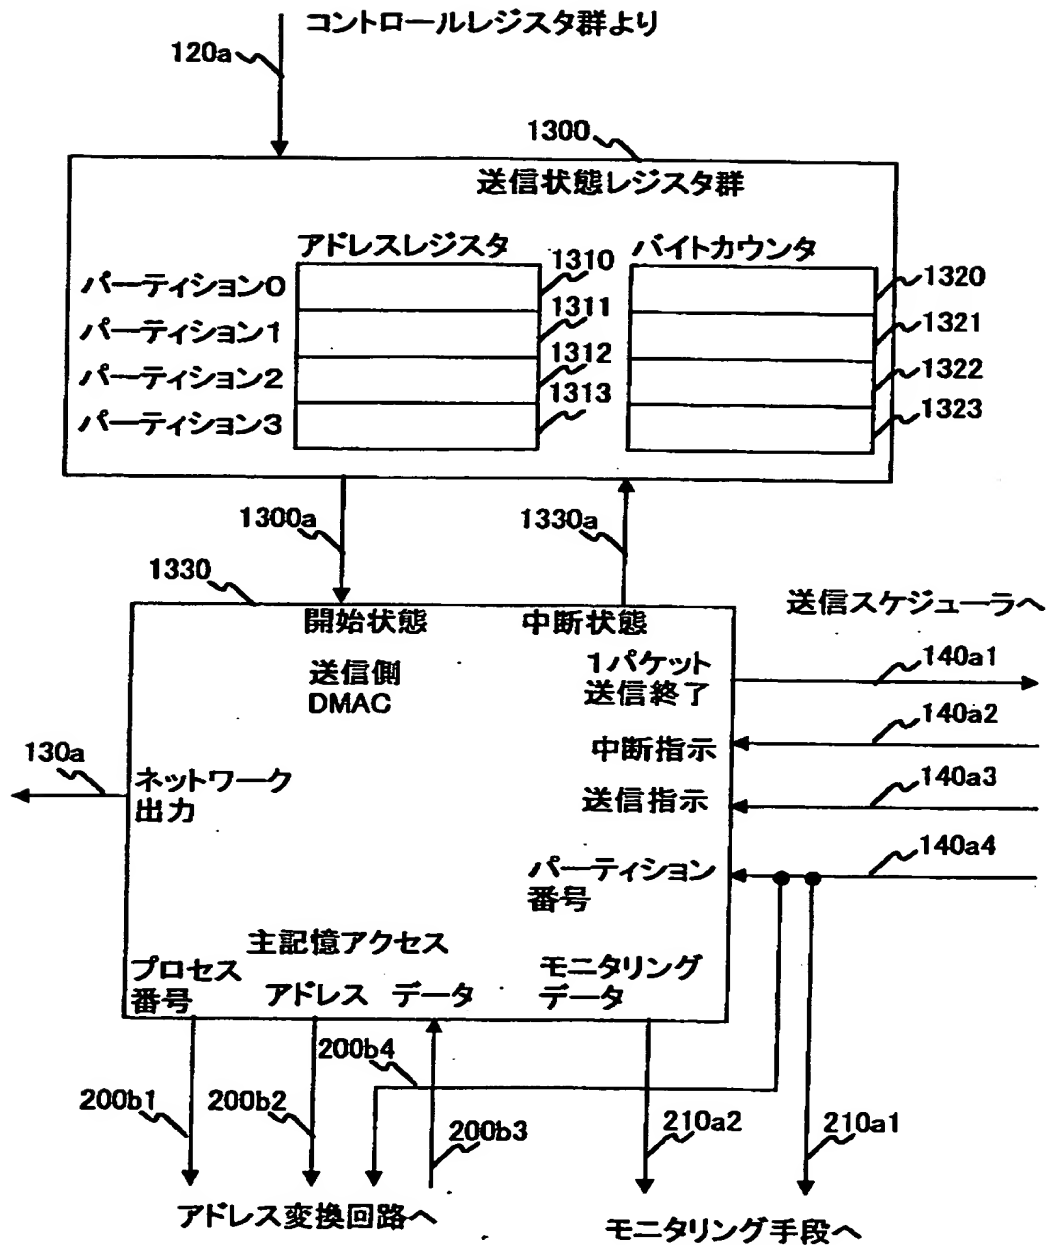 コントロールレジスタ群より
120a
1300
送信状態レジスタ群
アドレスレジスタ
バイトカウンタ
パーティション0
1310
1320
パーティション1
1311
1321
パーティション2
1312
1322
パーティション3
1313
1323
1300a
1330a
1330
開始状態
中断状態
送信側
DMAC
送信スケジューラへ
1パケット
送信終了
140a1
中断指示
140a2
送信指示
140a3
パーティション
番号
140a4
130a
ネットワーク
出力
主記憶アクセス
プロセス
番号
アドレス
データ
モニタリング
データ
200b1
200b2
200b4
200b3
210a2
210a1
アドレス変換回路へ
モニタリング手段へ